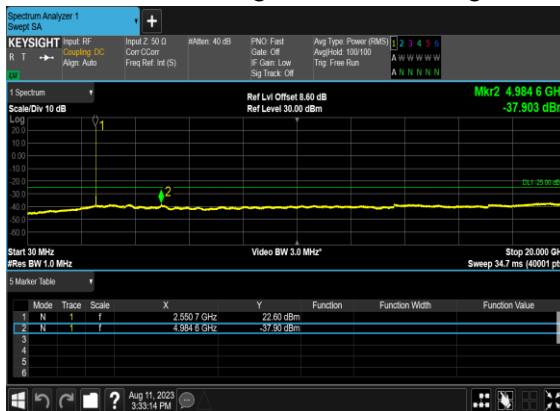 Spectrum Analyzer 1
Swept SA
KEYSIGHT Input: RF Input Z: 50 Ω #Atten: 40 dB PNO: Fast Avg Type: Power (RMS) 1 2 3 4 5 6
R T Coupling: DC Corr CCorr Gate: Off Avg|Hold: 100/100 A W W W W W
Align: Auto Freq Ref: Int (S) IF Gain: Low Trig: Free Run
LXI Sig Track: Off A N N N N N
1 Spectrum
Ref Lvl Offset 8.60 dB Mkr2 4.984 6 GH
Scale/Div 10 dB Ref Level 30.00 dBm -37.903 dBr
Log
20.0
10.0
0.00
-10.0
-20.0
-30.0
-40.0
-50.0
-60.0
1
2
DL1 -25.00 dB
Start 30 MHz Video BW 3.0 MHz* Stop 20.000 GH
#Res BW 1.0 MHz Sweep 34.7 ms (40001 pt
5 Marker Table
Mode Trace Scale X Y Function Function Width Function Value
1 N 1 f 2.550 7 GHz 22.60 dBm
2 N 1 f 4.984 6 GHz -37.90 dBm
3
4
5
6
? Aug 11, 2023
3:33:14 PM